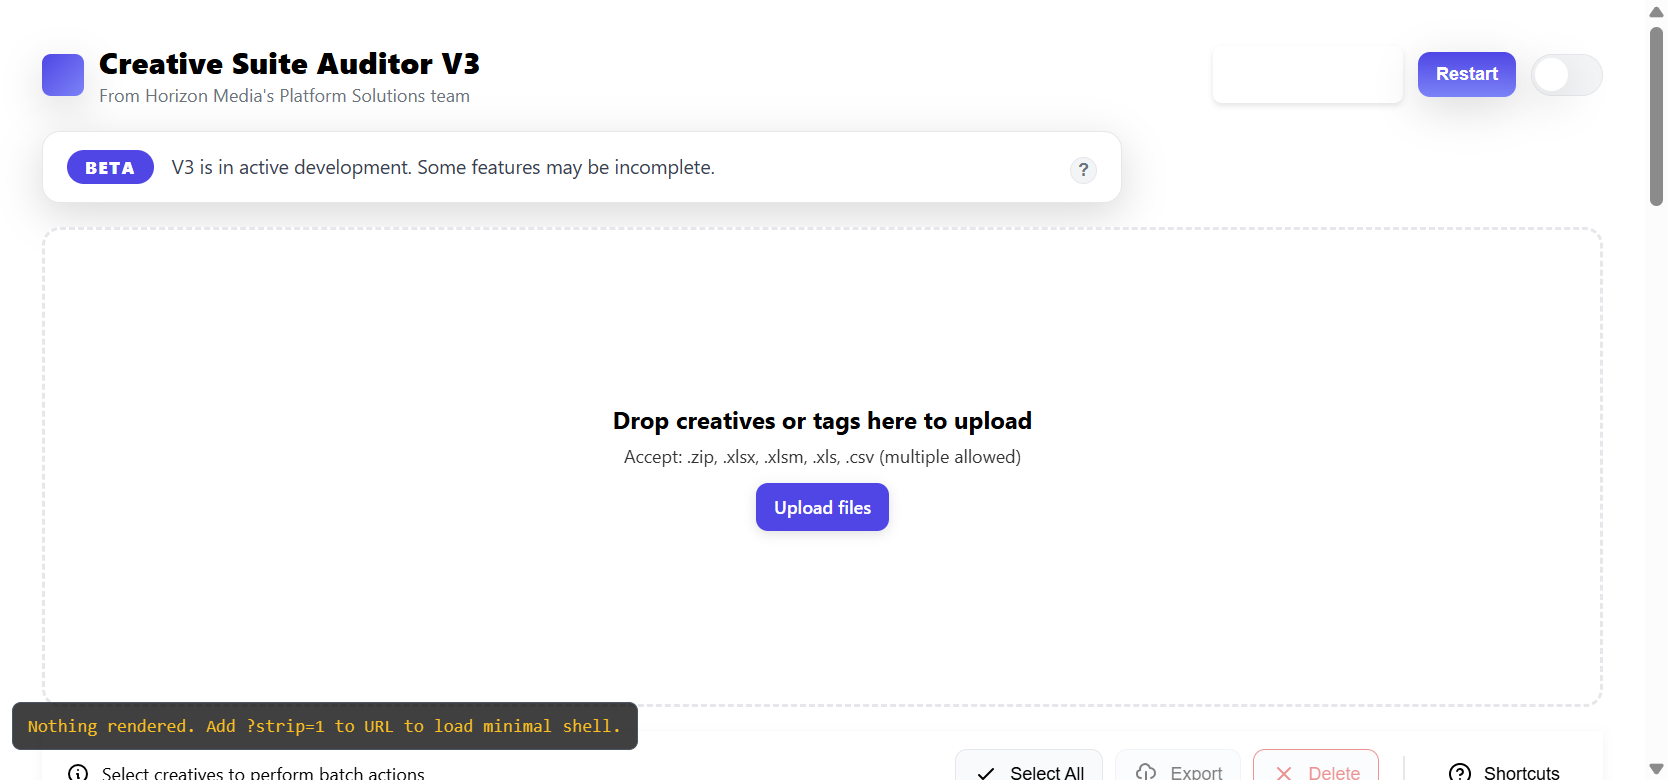 Creative Suite Auditor V3
From Horizon Media's Platform Solutions team
Restart
BETA
V3 is in active development. Some features may be incomplete.
?
Drop creatives or tags here to upload
Accept: .zip, .xlsx, .xlsm, .xls, .csv (multiple allowed)
Upload files
Nothing rendered. Add ?strip=1 to URL to load minimal shell.
Select creatives to perform batch actions
Select All
Export
Delete
Shortcuts